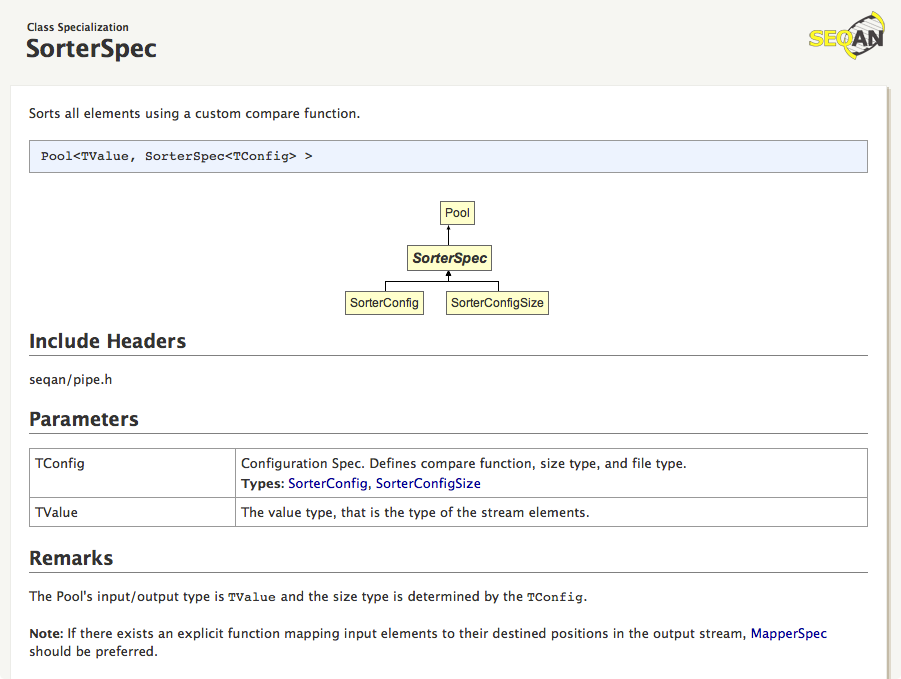 Class Specialization
SorterSpec
SEQAN
Sorts all elements using a custom compare function.
Pool<TValue, SorterSpec<TConfig> >
Pool
SorterSpec
SorterConfig SorterConfigSize
Include Headers
seqan/pipe.h
Parameters
TConfig Configuration Spec. Defines compare function, size type, and file type.
Types: SorterConfig, SorterConfigSize
TValue The value type, that is the type of the stream elements.
Remarks
The Pool's input/output type is TValue and the size type is determined by the TConfig.
Note: If there exists an explicit function mapping input elements to their destined positions in the output stream, MapperSpec
should be preferred.